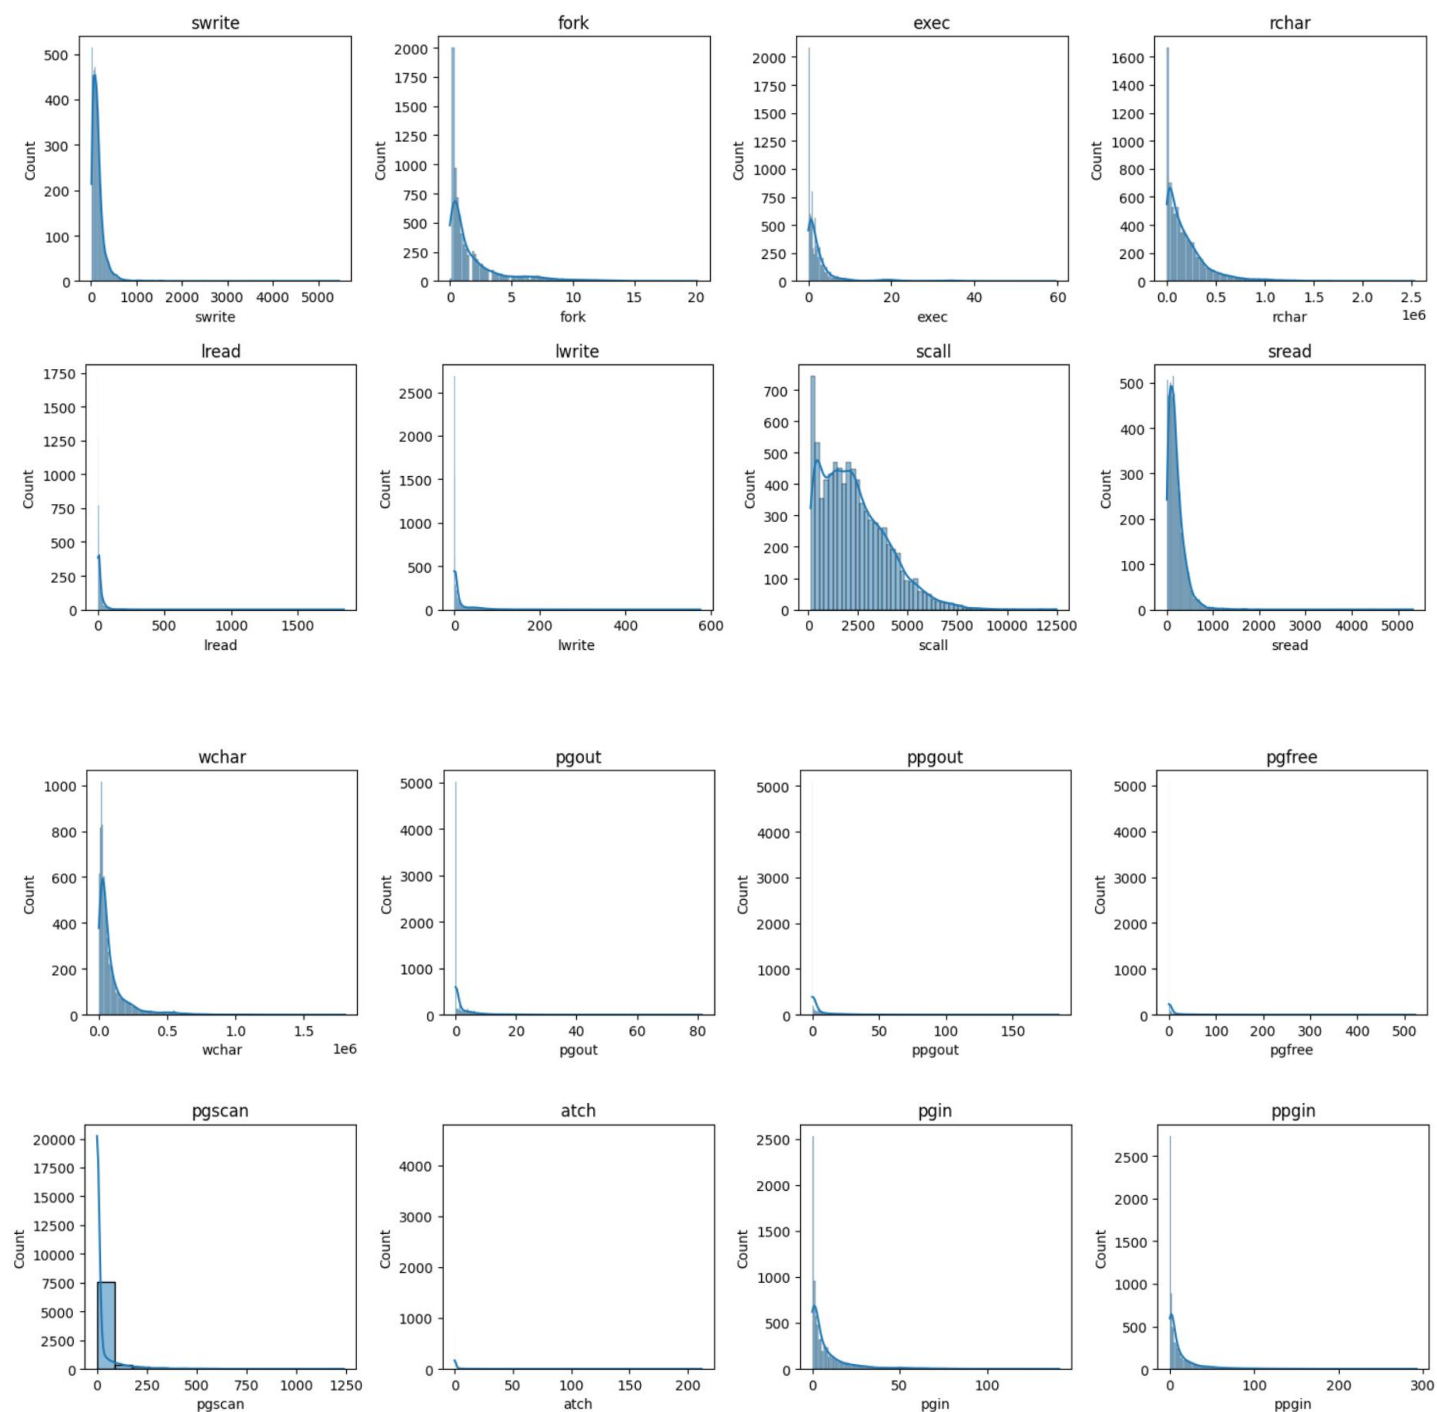 swrite fork exec rchar
500 2000 2000 1600
400 1750 1750 1400
300 1500 1500 1200
200 1250 1250 1000
100 1000 1000 800
0 750 750 600
500 500 400
250 250 200
0 0 0
Count Count Count Count
0 1000 2000 3000 4000 5000 0 5 10 15 20 0 20 40 60 0.0 0.5 1.0 1.5 2.0 2.5
swrite fork exec rchar 1e6
lread lwrite scall sread
1750 2500 700 500
1500 2000 600 400
1250 1500 500 300
1000 1000 400 200
750 500 300 100
500 0 200 0
250 100
0 0
Count Count Count Count
0 500 1000 1500 0 200 400 600 0 2500 5000 7500 10000 12500 0 1000 2000 3000 4000 5000
lread lwrite scall sread
wchar pgout ppgout pgfree
1000 5000 5000 5000
800 4000 4000 4000
600 3000 3000 3000
400 2000 2000 2000
200 1000 1000 1000
0 0 0 0
Count Count Count Count
0.0 0.5 1.0 1.5 0 20 40 60 80 0 50 100 150 0 100 200 300 400 500
wchar 1e6 pgout ppgout pgfree
pgscan atch pgin ppgin
20000 4000 2500 2500
17500 3000 2000 2000
15000 2000 1500 1500
12500 1000 1000 1000
10000 0 500 500
7500 0 0
5000
2500
0
Count Count Count Count
0 250 500 750 1000 1250 0 50 100 150 200 0 50 100 0 100 200 300
pgscan atch pgin ppgin